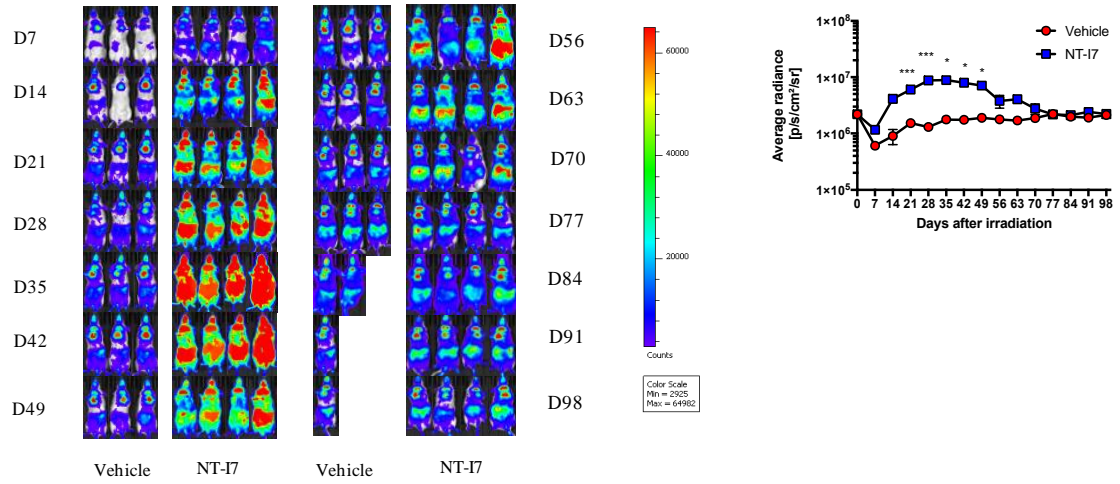 D7
D14
D21
D28
D35
D42
D49
Vehicle NT-I7 Vehicle NT-I7
D56
D63
D70
D77
D84
D91
D98
60000
40000
20000
Counts
Color Scale
Min = 2925
Max = 64982
Vehicle
NT-I7
*** *** * * *
Average radiance
[p/s/cm²/sr]
1×10⁸
1×10⁷
1×10⁶
1×10⁵
0 7 14 21 28 35 42 49 56 63 70 77 84 91 98
Days after irradiation